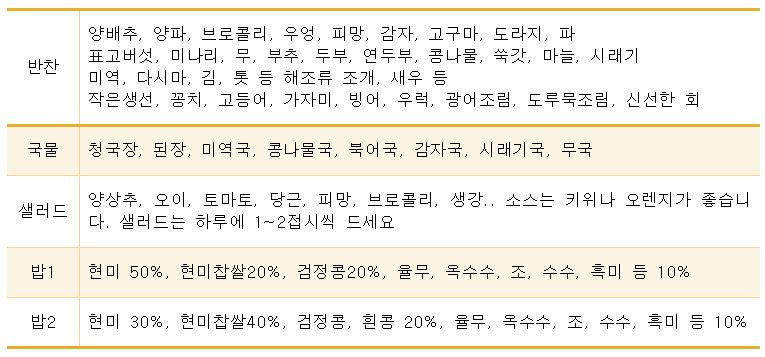 반찬
양배추, 양파, 브로콜리, 우엉, 피망, 감자, 고구마, 도라지, 파
표고버섯, 미나리, 무, 부추, 두부, 연두부, 콩나물, 쑥갓, 마늘, 시래기
미역, 다시마, 김, 톳 등 해조류 조개, 새우 등
작은생선, 꽁치, 고등어, 가자미, 빙어, 우럭, 광어조림, 도루묵조림, 신선한 회
국물
청국장, 된장, 미역국, 콩나물국, 북어국, 감자국, 시래기국, 무국
샐러드
양상추, 오이, 토마토, 당근, 피망, 브로콜리, 생강.. 소스는 키위나 오렌지가 좋습니
다. 샐러드는 하루에 1~2접시씩 드세요
밥1
현미 50%, 현미찹쌀20%, 검정콩20%, 율무, 옥수수, 조, 수수, 흑미 등 10%
밥2
현미 30%, 현미찹쌀40%, 검정콩, 흰콩 20%, 율무, 옥수수, 조, 수수, 흑미 등 10%